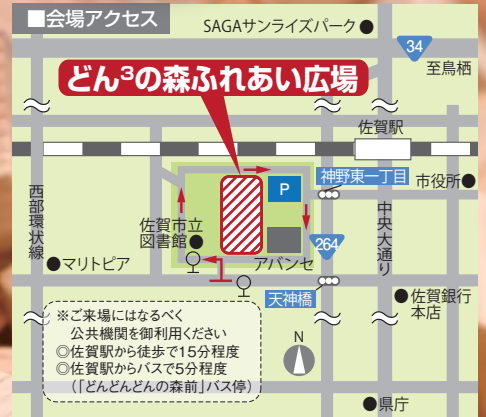 ■会場アクセス
SAGAサンライズパーク●
34
至鳥栖
どん³の森ふれあい広場
佐賀駅
P
神野東一丁目
市役所●
西部環状線
佐賀市立
図書館●
中央大通り
264
●マリトピア
アバンセ
天神橋
●佐賀銀行
本店
※ご来場にはなるべく
公共機関を御利用ください
◎佐賀駅から徒歩で15分程度
◎佐賀駅からバスで5分程度
(「どんどんどんの森前」バス停)
N
●県庁